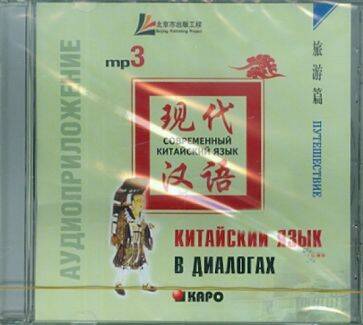 北京市出版工程
Beijing Publishing Project
mp3
АУДИОПРИЛОЖЕНИЕ
现代
СОВРЕМЕННЫЙ
КИТАЙСКИЙ ЯЗЫК
汉语
旅游篇
ПУТЕШЕСТВИЕ
КИТАЙСКИЙ ЯЗЫК
В ДИАЛОГАХ
КАРО